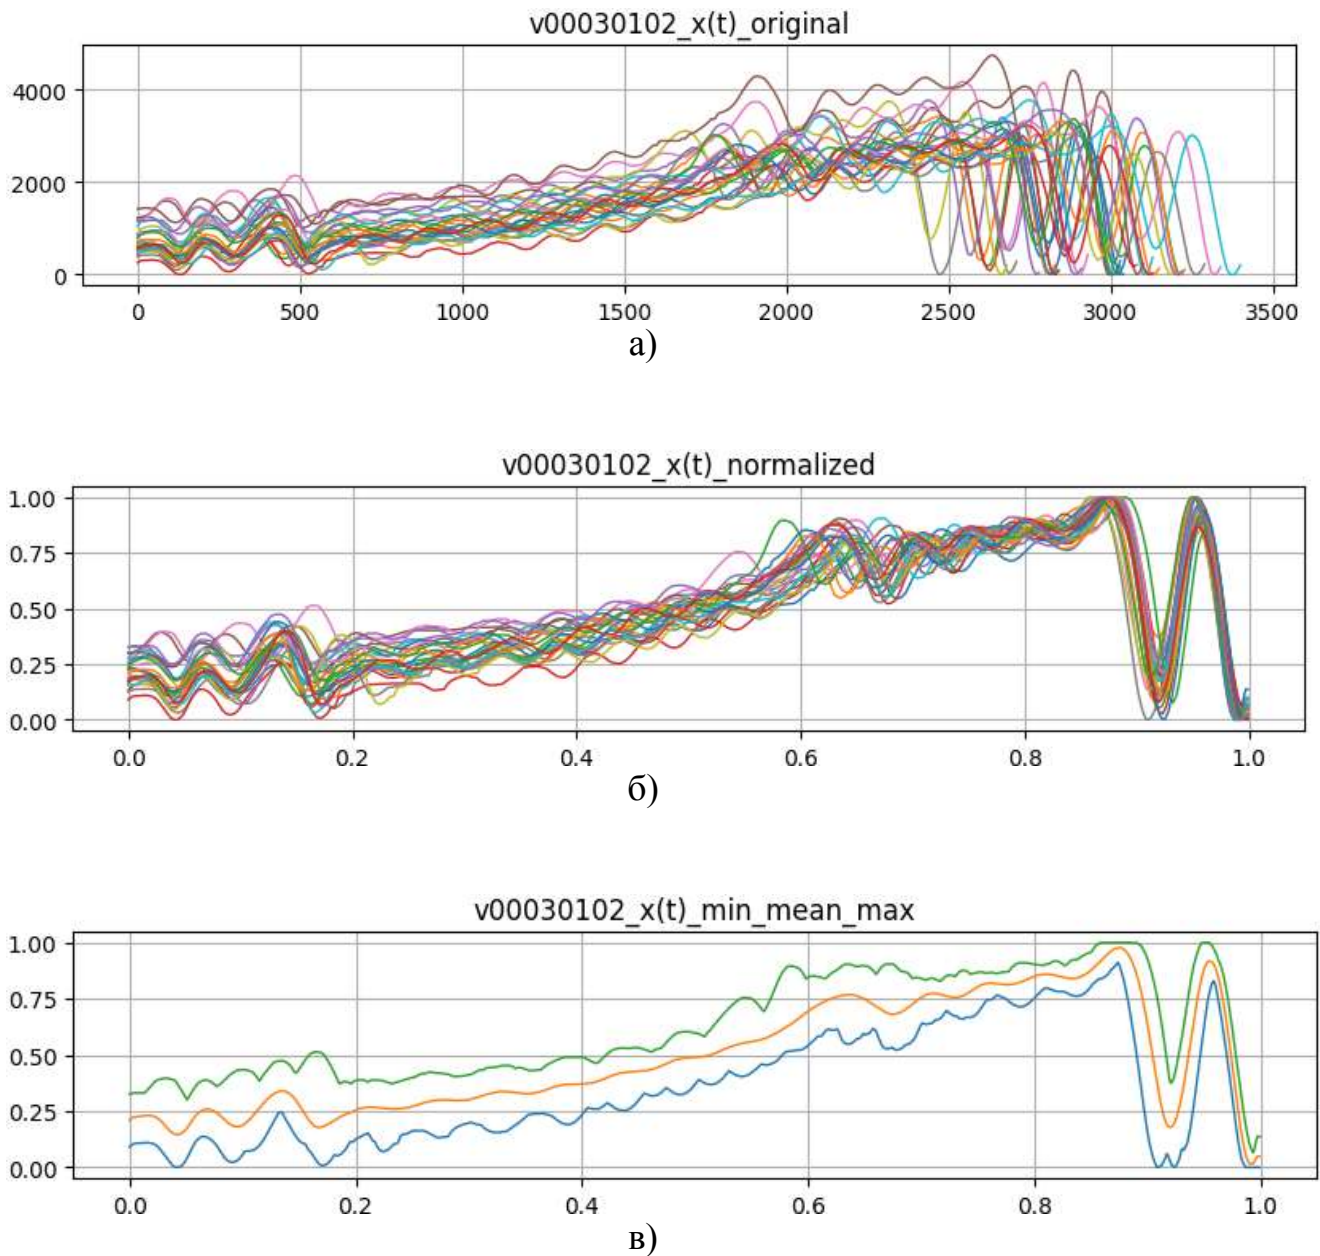 v00030102_x(t)_original
4000
2000
0
0 500 1000 1500 2000 2500 3000 3500
а)
v00030102_x(t)_normalized
1.00
0.75
0.50
0.25
0.00
0.0 0.2 0.4 0.6 0.8 1.0
б)
v00030102_x(t)_min_mean_max
1.00
0.75
0.50
0.25
0.00
0.0 0.2 0.4 0.6 0.8 1.0
в)